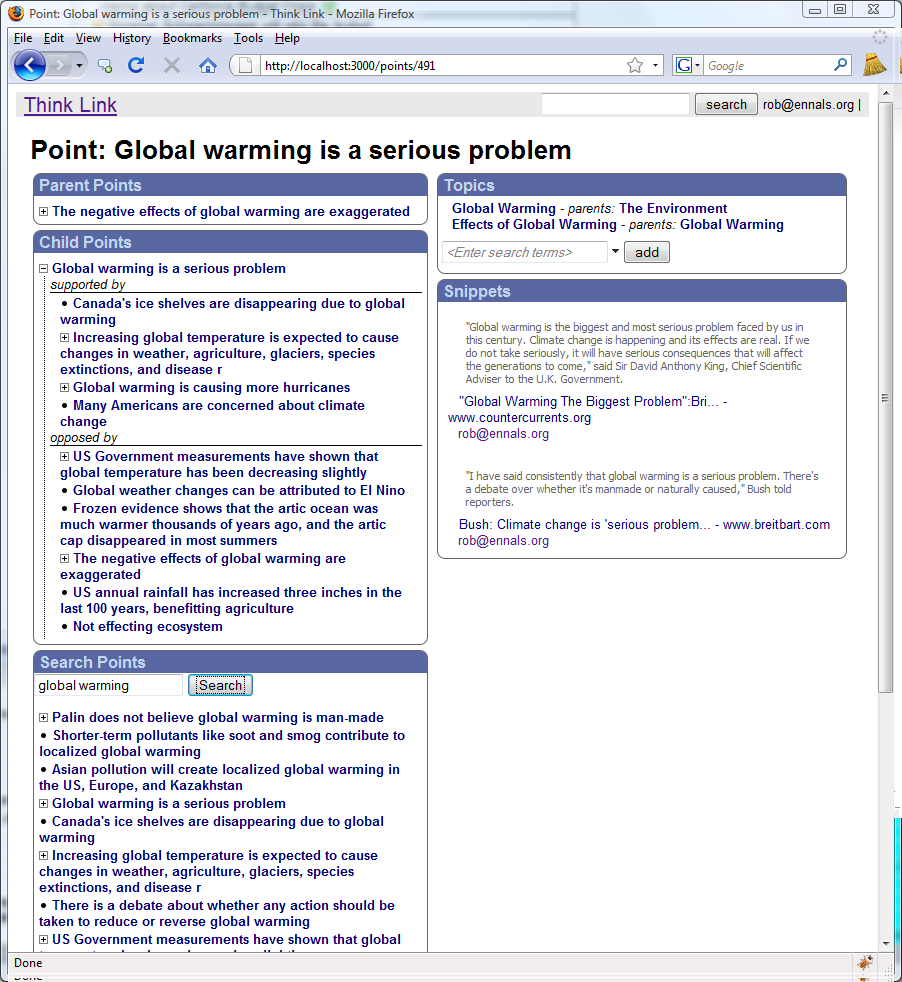 Point: Global warming is a serious problem - Think Link - Mozilla Firefox
File Edit View History Bookmarks Tools Help
http://localhost:3000/points/491
G
Google
Think Link
search
rob@ennals.org |
Point: Global warming is a serious problem
Parent Points
The negative effects of global warming are exaggerated
Child Points
Global warming is a serious problem
supported by
• Canada's ice shelves are disappearing due to global
warming
Increasing global temperature is expected to cause
changes in weather, agriculture, glaciers, species
extinctions, and disease r
Global warming is causing more hurricanes
• Many Americans are concerned about climate
change
opposed by
US Government measurements have shown that
global temperature has been decreasing slightly
• Global weather changes can be attributed to El Nino
• Frozen evidence shows that the artic ocean was
much warmer thousands of years ago, and the artic
cap disappeared in most summers
The negative effects of global warming are
exaggerated
• US annual rainfall has increased three inches in the
last 100 years, benefitting agriculture
• Not effecting ecosystem
Search Points
global warming
Search
Palin does not believe global warming is man-made
• Shorter-term pollutants like soot and smog contribute to
localized global warming
• Asian pollution will create localized global warming in
the US, Europe, and Kazakhstan
Global warming is a serious problem
• Canada's ice shelves are disappearing due to global
warming
Increasing global temperature is expected to cause
changes in weather, agriculture, glaciers, species
extinctions, and disease r
• There is a debate about whether any action should be
taken to reduce or reverse global warming
US Government measurements have shown that global
Topics
Global Warming - parents: The Environment
Effects of Global Warming - parents: Global Warming
<Enter search terms>
add
Snippets
"Global warming is the biggest and most serious problem faced by us in
this century. Climate change is happening and its effects are real. If we
do not take seriously, it will have serious consequences that will affect
the generations to come," said Sir David Anthony King, Chief Scientific
Adviser to the U.K. Government.
"Global Warming The Biggest Problem":Bri... -
www.countercurrents.org
rob@ennals.org
"I have said consistently that global warming is a serious problem. There's
a debate over whether it's manmade or naturally caused," Bush told
reporters.
Bush: Climate change is 'serious problem... - www.breitbart.com
rob@ennals.org
Done